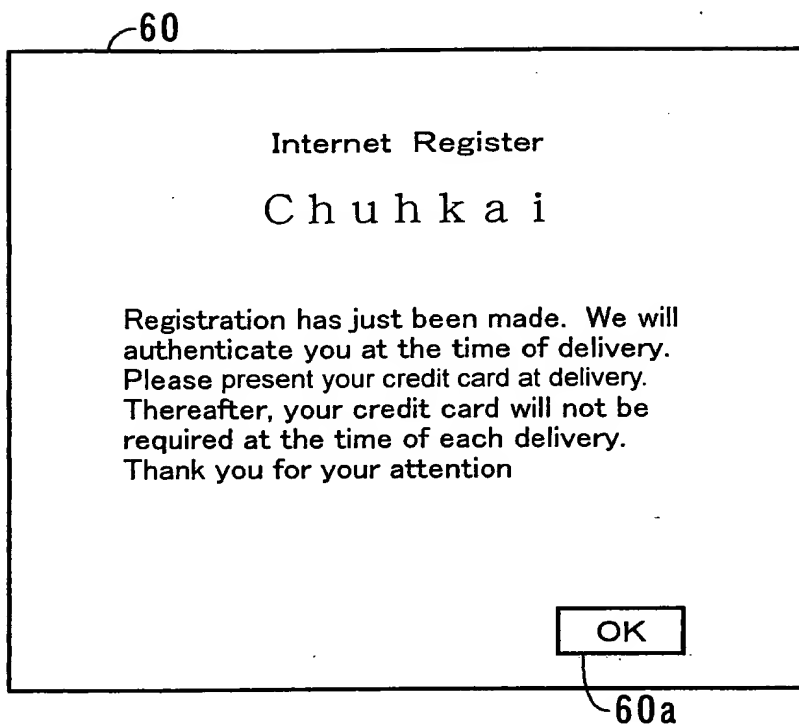 60
Internet Register
Chuhkai
Registration has just been made. We will
authenticate you at the time of delivery.
Please present your credit card at delivery.
Thereafter, your credit card will not be
required at the time of each delivery.
Thank you for your attention
OK
60a